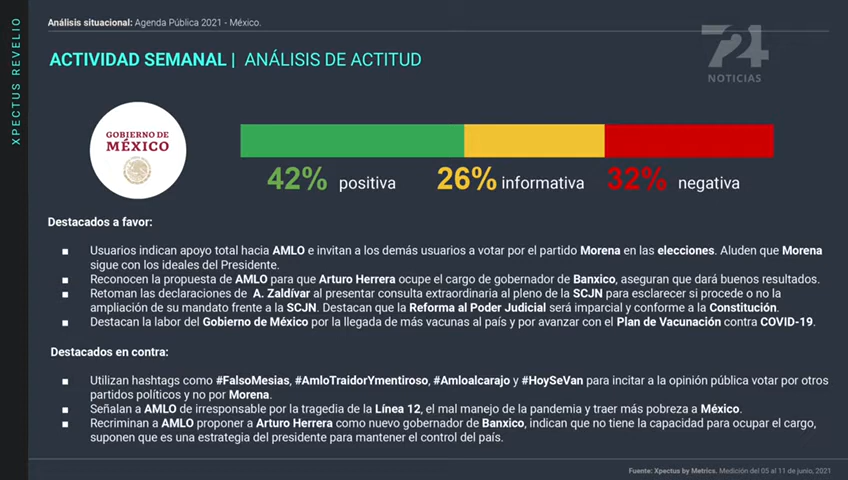 Análisis situacional: Agenda Pública 2021 - México.
XPECTUS REVELIO
724
NOTICIAS
ACTIVIDAD SEMANAL | ANÁLISIS DE ACTITUD
GOBIERNO DE
MÉXICO
42% positiva
26% informativa
32% negativa
Destacados a favor:
■ Usuarios indican apoyo total hacia AMLO e invitan a los demás usuarios a votar por el partido Morena en las elecciones. Aluden que Morena
sigue con los ideales del Presidente.
■ Reconocen la propuesta de AMLO para que Arturo Herrera ocupe el cargo de gobernador de Banxico, aseguran que dará buenos resultados.
■ Retoman las declaraciones de A. Zaldívar al presentar consulta extraordinaria al pleno de la SCJN para esclarecer si procede o no la
ampliación de su mandato frente a la SCJN. Destacan que la Reforma al Poder Judicial será imparcial y conforme a la Constitución.
■ Destacan la labor del Gobierno de México por la llegada de más vacunas al país y por avanzar con el Plan de Vacunación contra COVID-19.
Destacados en contra:
■ Utilizan hashtags como #FalsoMesias, #AmloTraidorYmentiroso, #Amloalcarajo y #HoySeVan para incitar a la opinión pública votar por otros
partidos políticos y no por Morena.
■ Señalan a AMLO de irresponsable por la tragedia de la Línea 12, el mal manejo de la pandemia y traer más pobreza a México.
■ Recriminan a AMLO proponer a Arturo Herrera como nuevo gobernador de Banxico, indican que no tiene la capacidad para ocupar el cargo,
suponen que es una estrategia del presidente para mantener el control del país.
Fuente: Xpectus by Metrics. Medición del 05 al 11 de junio, 2021